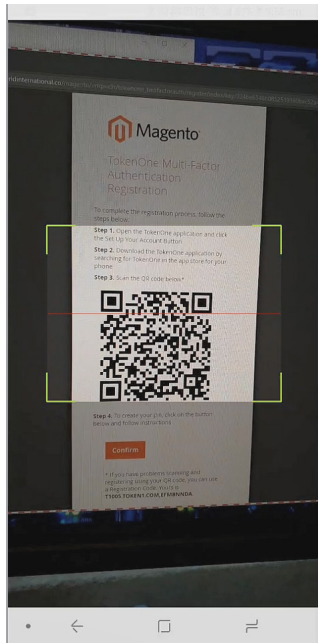 Magento
TokenOne Multi-Factor
Authentication
Registration
To complete the registration process, follow the
steps below.
Step 1. Open the TokenOne application and click
the Set Up Your Account Button
Step 2. Download the TokenOne application by
searching for TokenOne in the app store for your
phone
Step 3. Scan the QR code below*
Step 4. To create your PIN, click on the button
below and follow instructions
Confirm
* If you have problems scanning and
registering using your QR code, you can use
a Registration Code. Yours is
T1003.TOKEN1.COM,EFMBNNDA.